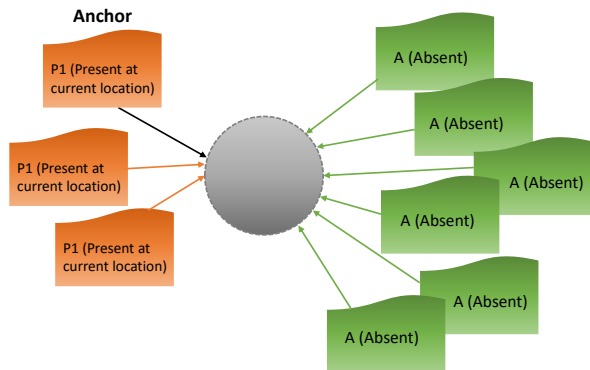 Anchor
P1 (Present at
current location)
P1 (Present at
current location)
P1 (Present at
current location)
A (Absent)
A (Absent)
A (Absent)
A (Absent)
A (Absent)
A (Absent)